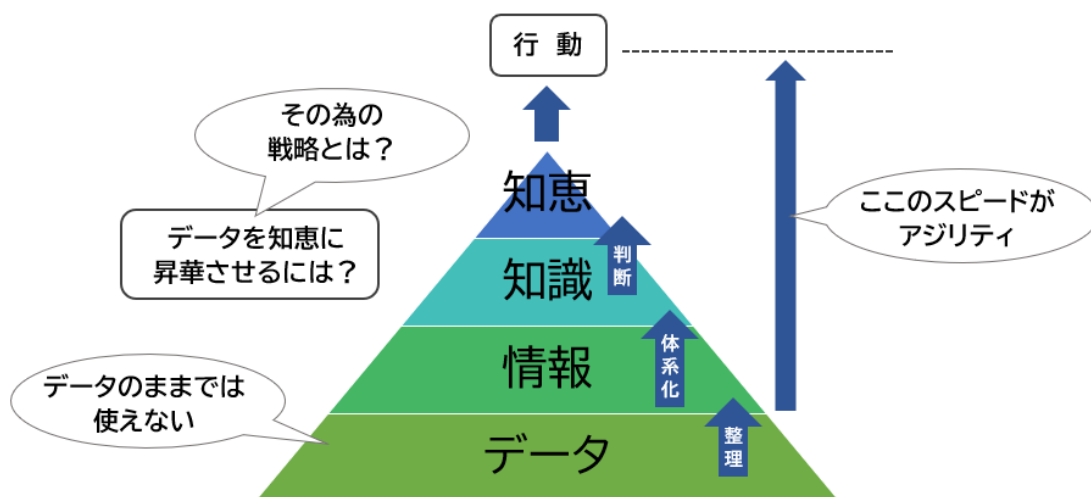 行 動
その為の
戦略とは？
データを知恵に
昇華させるには？
知恵
判断
ここのスピードが
アジリティ
知識
体系化
情報
データのままでは
使えない
整理
データ